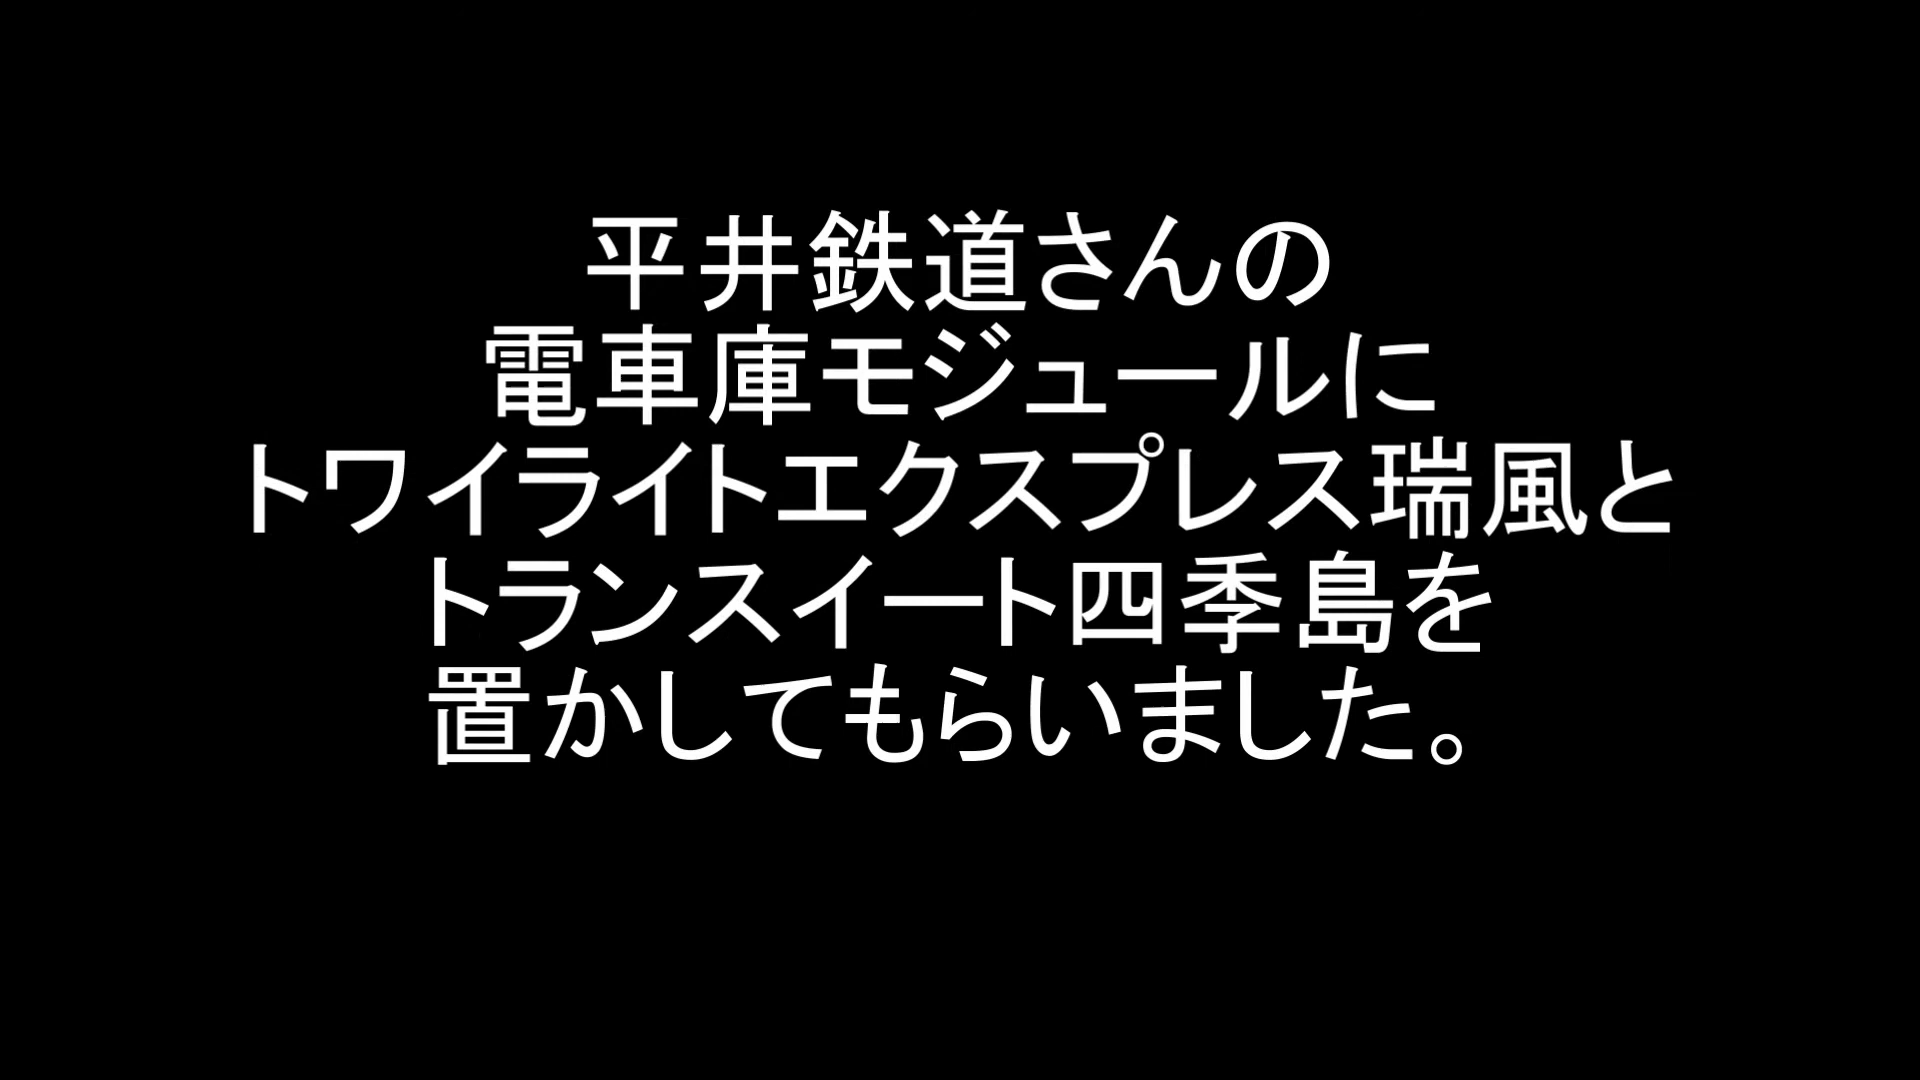 平井鉄道さんの
電車庫モジュールに
トワイライトエクスプレス瑞風と
トランスイート四季島を
置かしてもらいました。